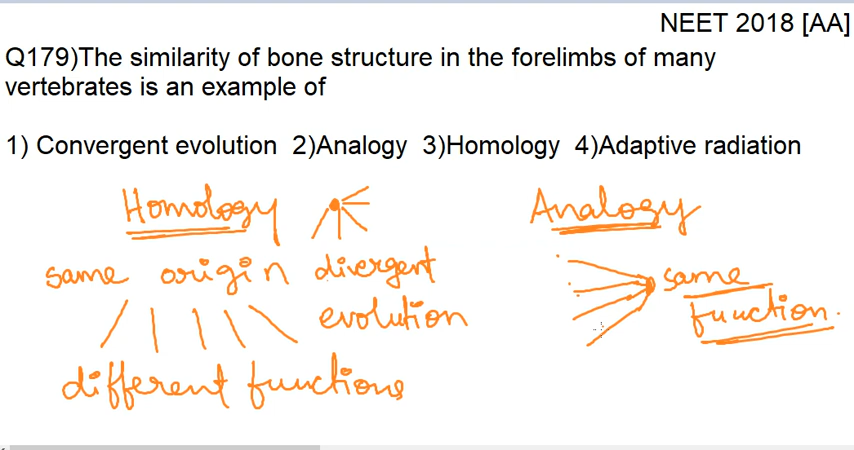 NEET 2018 [AA]
Q179)The similarity of bone structure in the forelimbs of many
vertebrates is an example of
1) Convergent evolution 2)Analogy 3)Homology 4)Adaptive radiation
Homology
Analogy
same origin divergent
evolution
different functions
same
function.